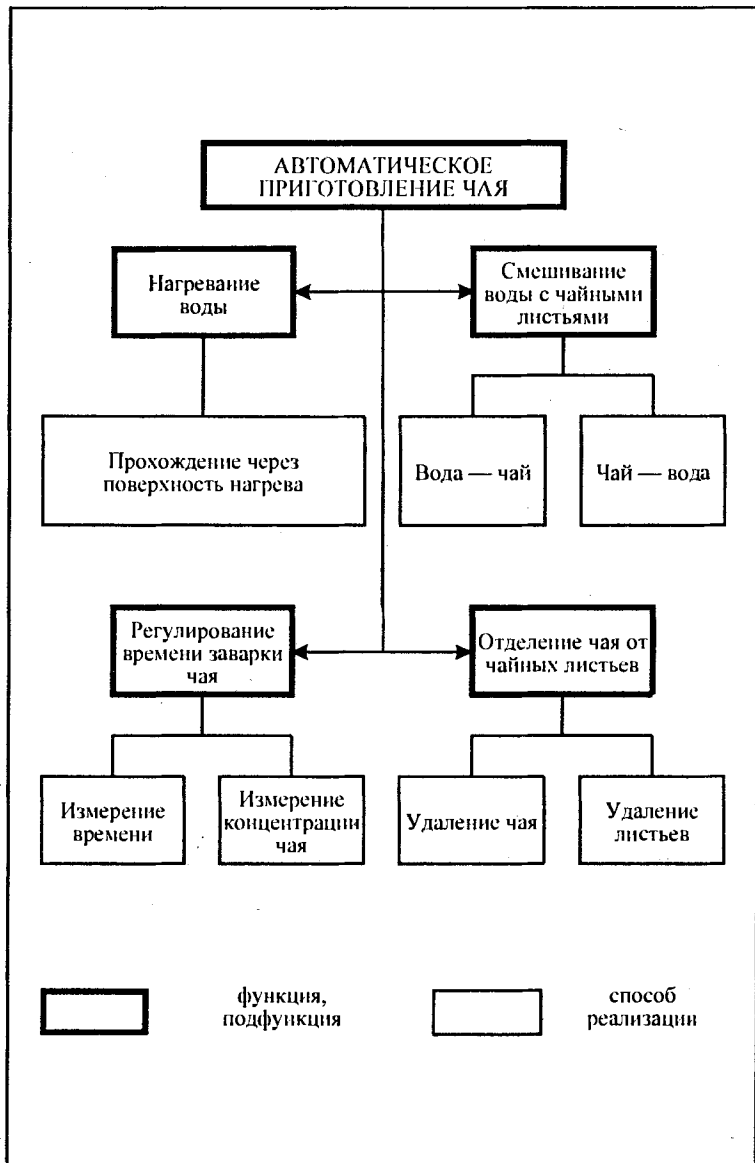 АВТОМАТИЧЕСКОЕ
ПРИГОТОВЛЕНИЕ ЧАЯ
Нагревание
воды
Смешивание
воды с чайными
листьями
Прохождение через
поверхность нагрева
Вода — чай
Чай — вода
Регулирование
времени заварки
чая
Отделение чая от
чайных листьев
Измерение
времени
Измерение
концентрации
чая
Удаление чая
Удаление
листьев
функция,
подфункция
способ
реализации